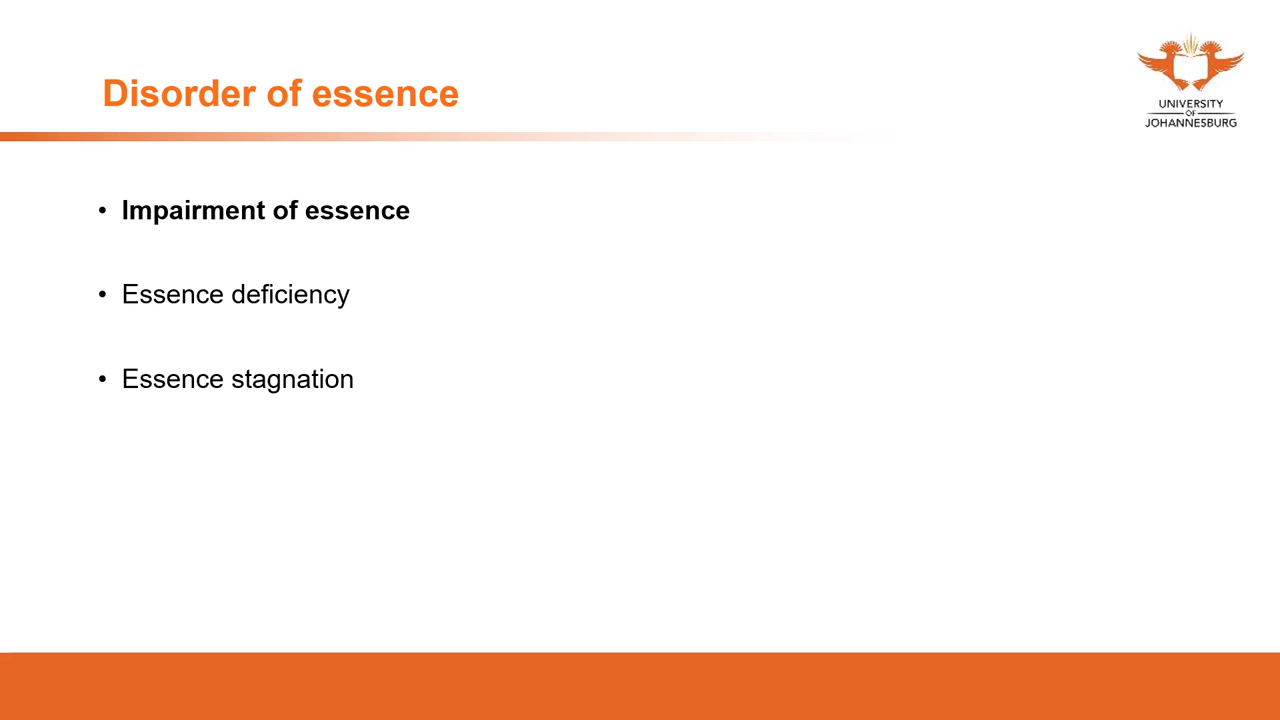 Disorder of essence
UNIVERSITY
OF
JOHANNESBURG
• Impairment of essence
• Essence deficiency
• Essence stagnation